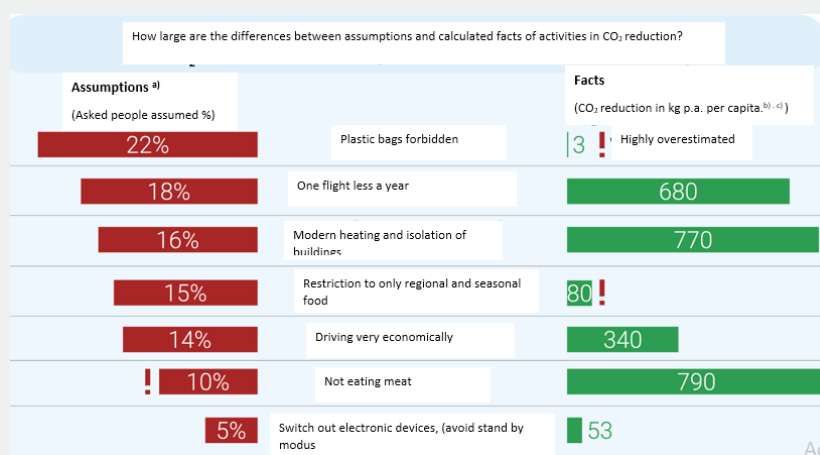 How large are the differences between assumptions and calculated facts of activities in CO₂ reduction?
Assumptions a)
(Asked people assumed %)
Facts
(CO₂ reduction in kg p.a. per capita.b) . c) )
22%
Plastic bags forbidden
3 ! Highly overestimated
18%
One flight less a year
680
16%
Modern heating and isolation of
buildings
770
15%
Restriction to only regional and seasonal
food
80 !
14%
Driving very economically
340
! 10%
Not eating meat
790
5%
Switch out electronic devices, (avoid stand by
modus
53